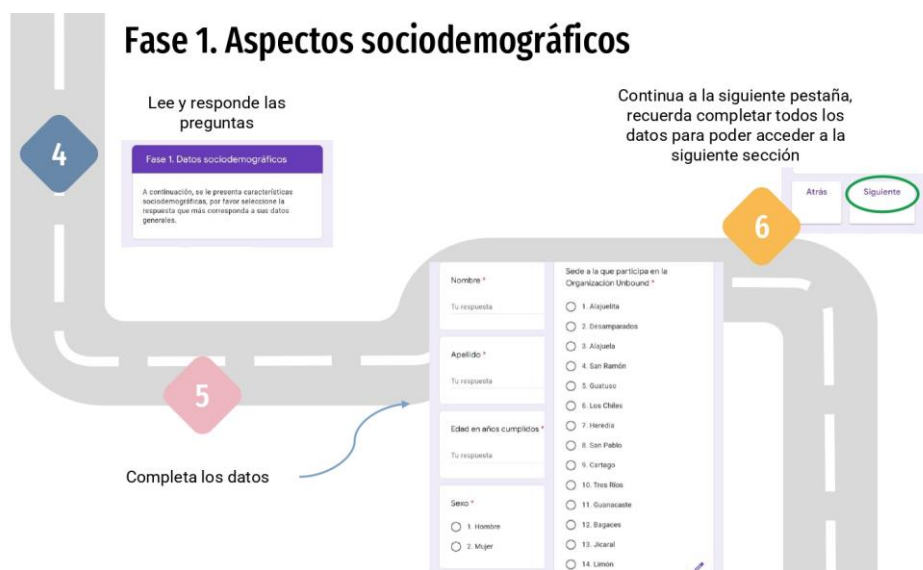 Fase 1. Aspectos sociodemográficos
4
Lee y responde las
preguntas
Fase 1. Datos sociodemográficos
A continuación, se le presenta características
sociodemográficas, por favor seleccione la
respuesta que más corresponda a sus datos
generales.
5
Completa los datos
Nombre *
Tu respuesta
Apellido *
Tu respuesta
Edad en años cumplidos *
Tu respuesta
Sexo *
1. Hombre
2. Mujer
Sede a la que participa en la
Organización Unbound *
1. Alajuelita
2. Desamparados
3. Alajuela
4. San Ramón
5. Guatuso
6. Los Chiles
7. Heredia
8. San Pablo
9. Cartago
10. Tres Ríos
11. Guanacaste
12. Bagaces
13. Jicaral
14. Limón
6
Continua a la siguiente pestaña,
recuerda completar todos los
datos para poder acceder a la
siguiente sección
Atrás
Siguiente